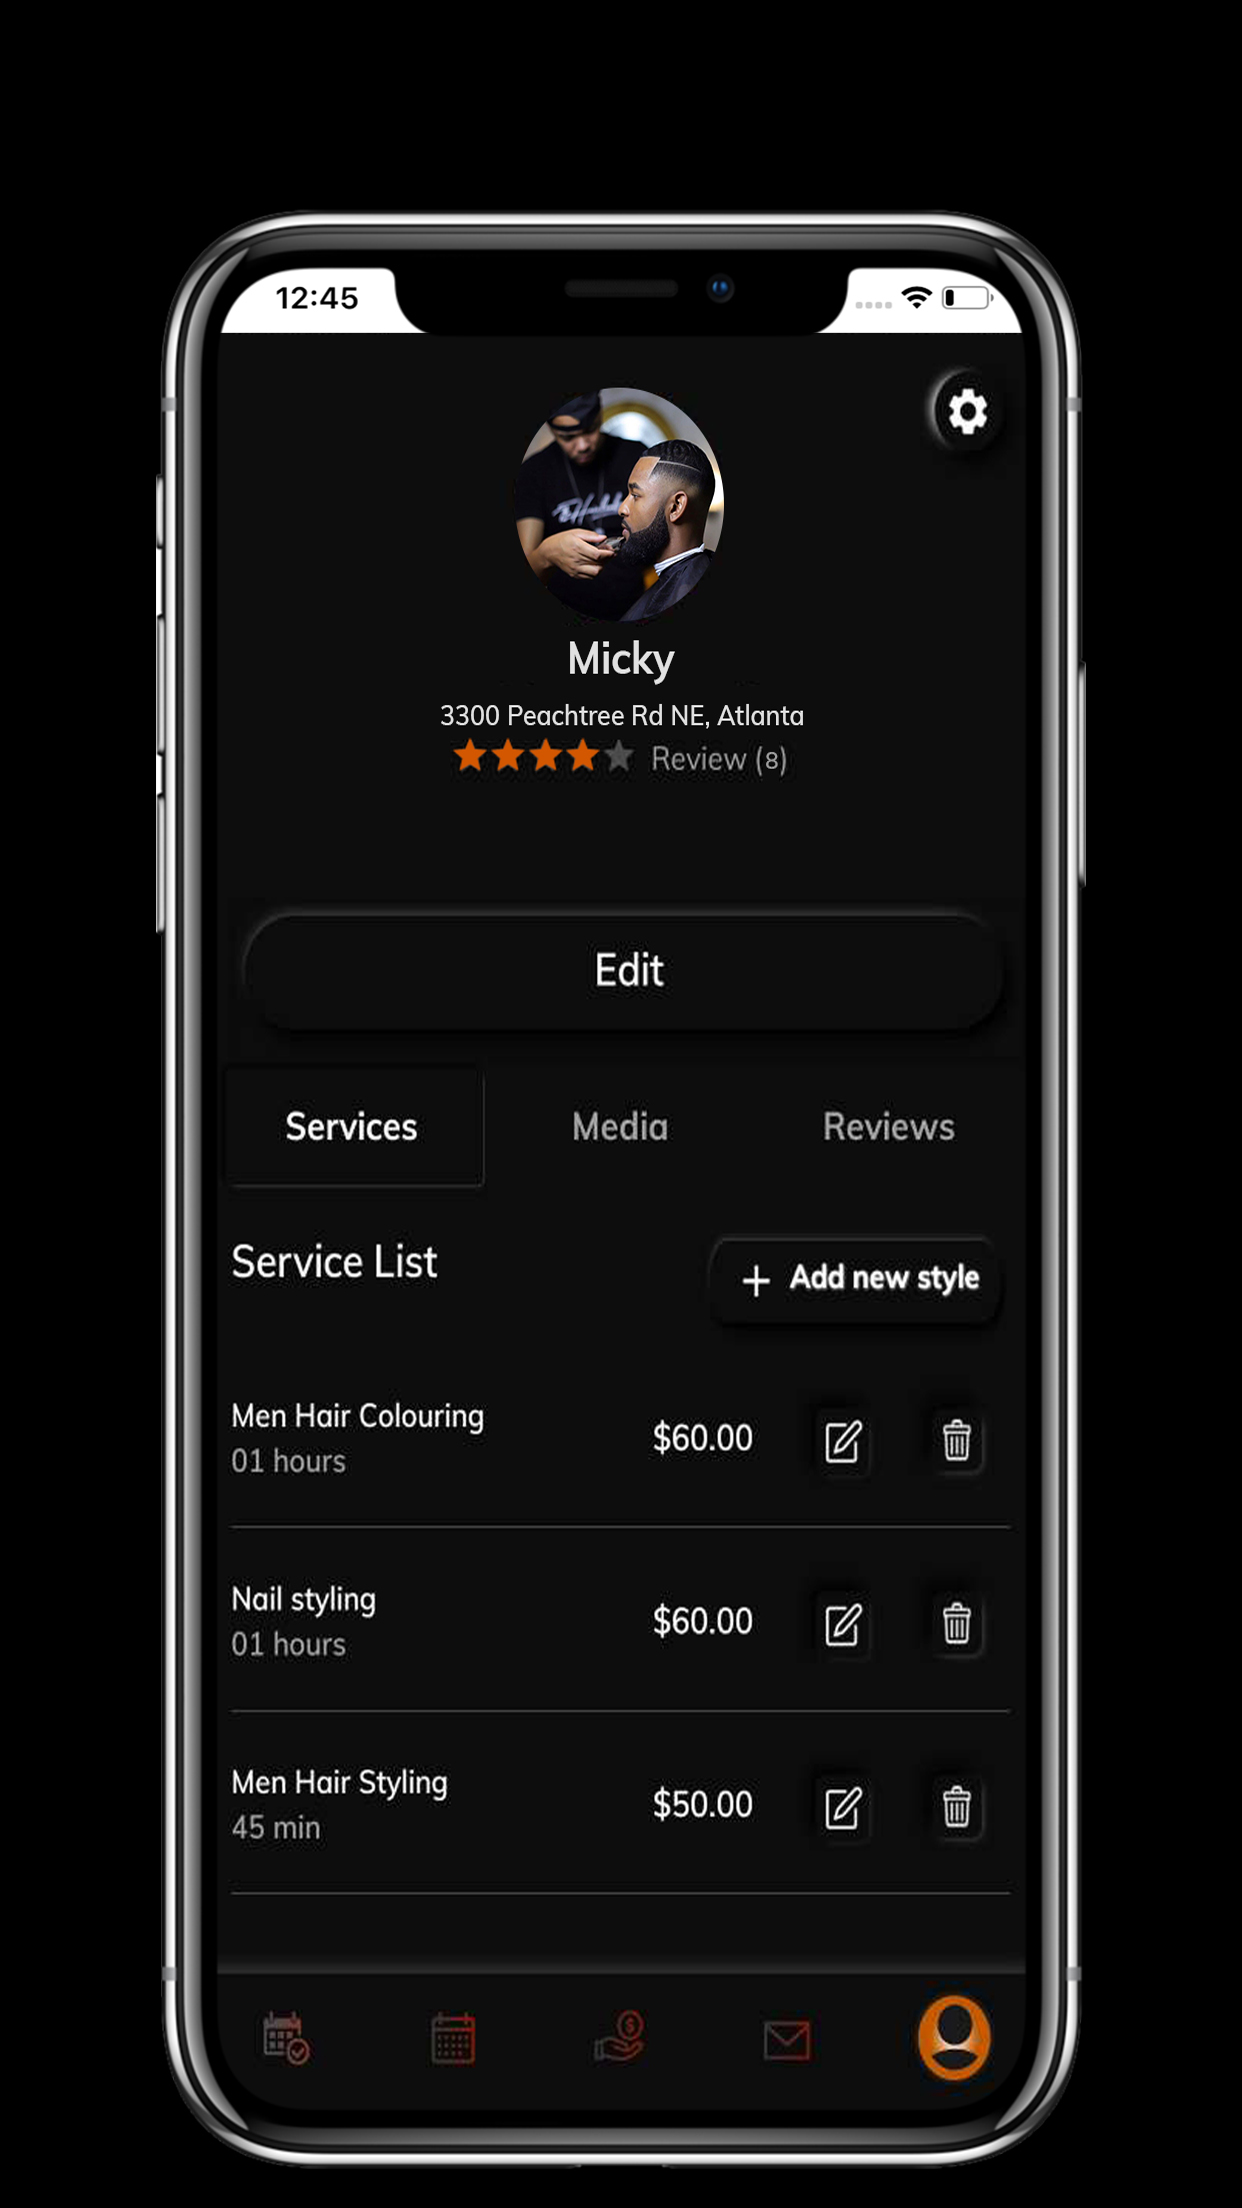 12:45
Micky
3300 Peachtree Rd NE, Atlanta
Review (8)
Edit
Services Media Reviews
Service List
+ Add new style
Men Hair Colouring
01 hours
$60.00
Nail styling
01 hours
$60.00
Men Hair Styling
45 min
$50.00